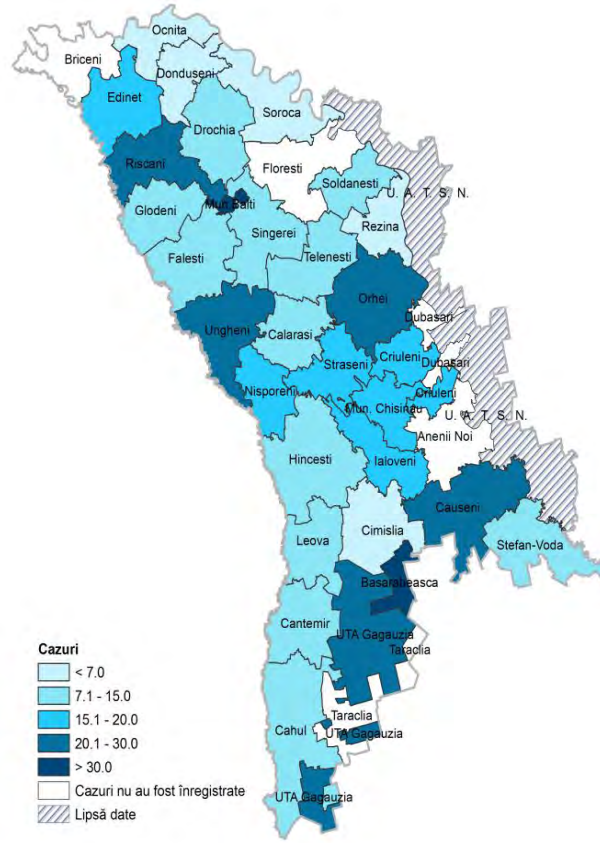 Ocnita
Briceni
Donduseni
Edinet
Soroca
Drochia
Riscani
Floresti
Soldanesti
U. A. T. S. N.
Glodeni
Mun.Balti
Rezina
Singerei
Falesti
Telenesti
Orhei
Dubasari
Ungheni
Calarasi
Criuleni
Straseni
Dubasari
Nisporeni
Criuleni
Mun. Chisinau
U. A. T. S. N.
Anenii Noi
Hincesti
Ialoveni
Causeni
Cimislia
Leova
Stefan-Voda
Basarabeasca
Cantemir
UTA Gagauzia
Taraclia
Taraclia
Cahul
UTA Gagauzia
UTA Gagauzia
Cazuri
< 7.0
7.1 - 15.0
15.1 - 20.0
20.1 - 30.0
> 30.0
Cazuri nu au fost înregistrate
Lipsă date